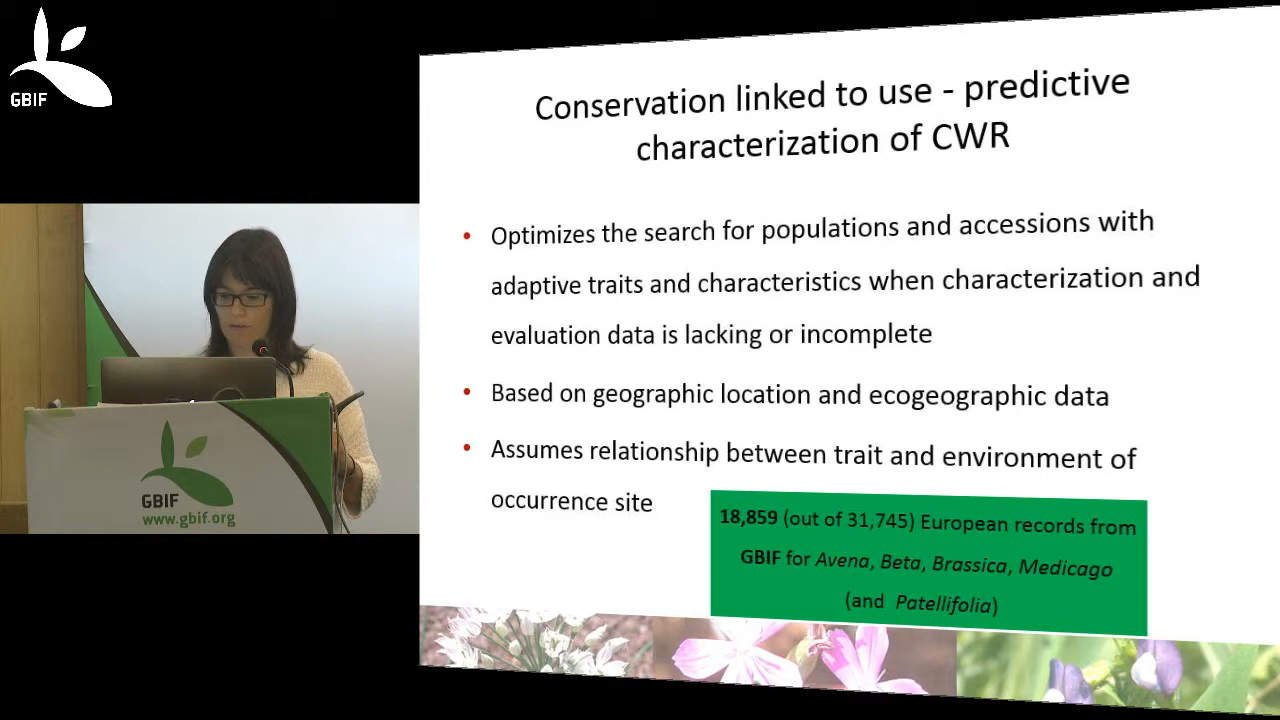 GBIF
Conservation linked to use - predictive
characterization of CWR
• Optimizes the search for populations and accessions with
adaptive traits and characteristics when characterization and
evaluation data is lacking or incomplete
• Based on geographic location and ecogeographic data
• Assumes relationship between trait and environment of
occurrence site
18,859 (out of 31,745) European records from
GBIF for Avena, Beta, Brassica, Medicago
(and Patellifolia)
GBIF
www.gbif.org